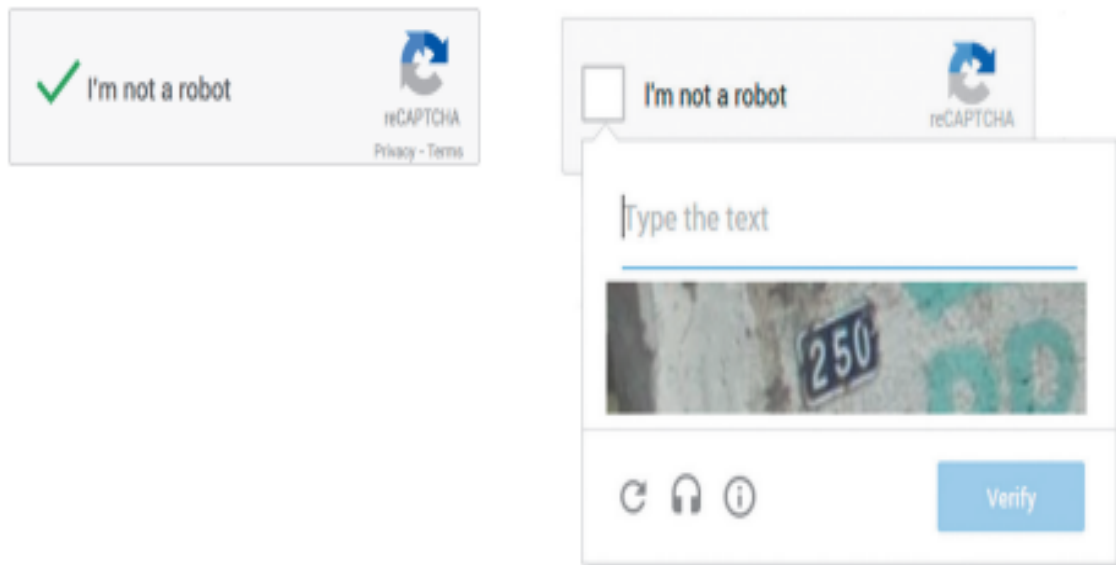 I'm not a robot
reCAPTCHA
Privacy - Terms
I'm not a robot
reCAPTCHA
Type the text
250
Verify